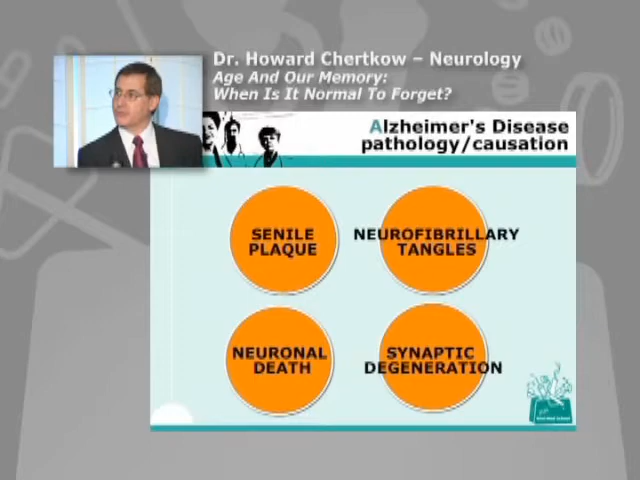 Dr. Howard Chertkow – Neurology
Age And Our Memory:
When Is It Normal To Forget?
Alzheimer's Disease
pathology/causation
SENILE
PLAQUE
NEUROFIBRILLARY
TANGLES
NEURONAL
DEATH
SYNAPTIC
DEGENERATION